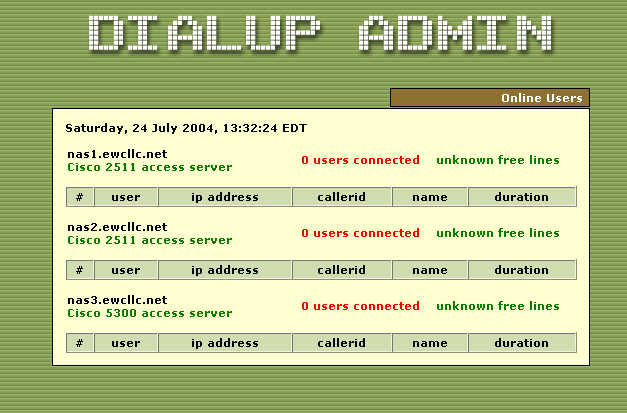 DIALUP ADMIN
Online Users
Saturday, 24 July 2004, 13:32:24 EDT
nas1.ewcllc.net
Cisco 2511 access server 0 users connected unknown free lines
# user ip address callerid name duration
nas2.ewcllc.net
Cisco 2511 access server 0 users connected unknown free lines
# user ip address callerid name duration
nas3.ewcllc.net
Cisco 5300 access server 0 users connected unknown free lines
# user ip address callerid name duration